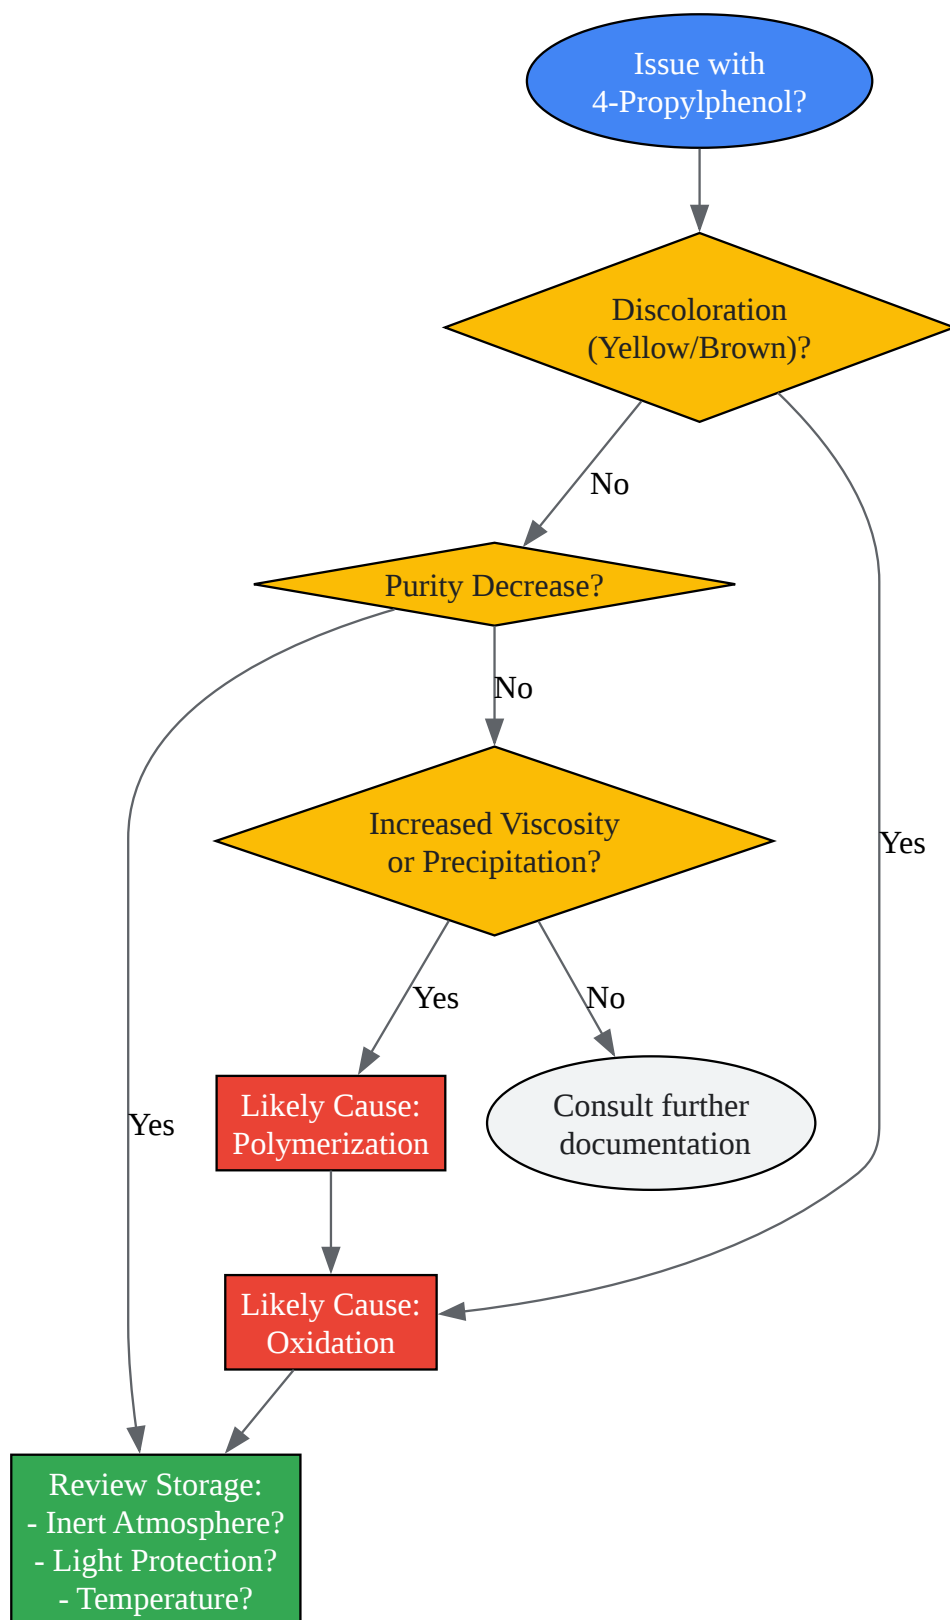 Issue with
4-Propylphenol?
Discoloration
(Yellow/Brown)?
No
Purity Decrease?
No
Increased Viscosity
or Precipitation?
Yes
Yes
No
Likely Cause:
Polymerization
Consult further
documentation
Yes
Likely Cause:
Oxidation
Review Storage:
- Inert Atmosphere?
- Light Protection?
- Temperature?